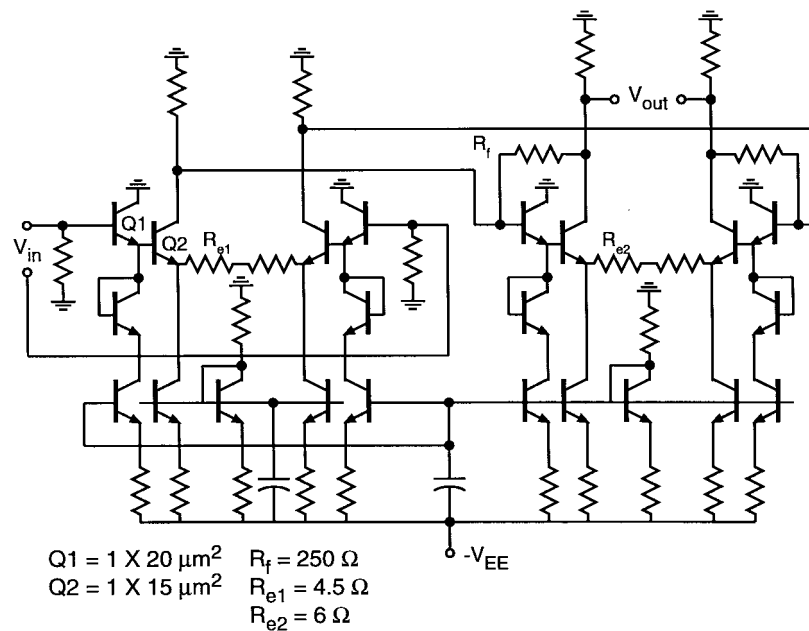 V_out
R_f
Q1
Q2
V_in
R_e1
R_e2
-V_EE
Q1 = 1 X 20 μm² R_f = 250 Ω
Q2 = 1 X 15 μm² R_e1 = 4.5 Ω
R_e2 = 6 Ω